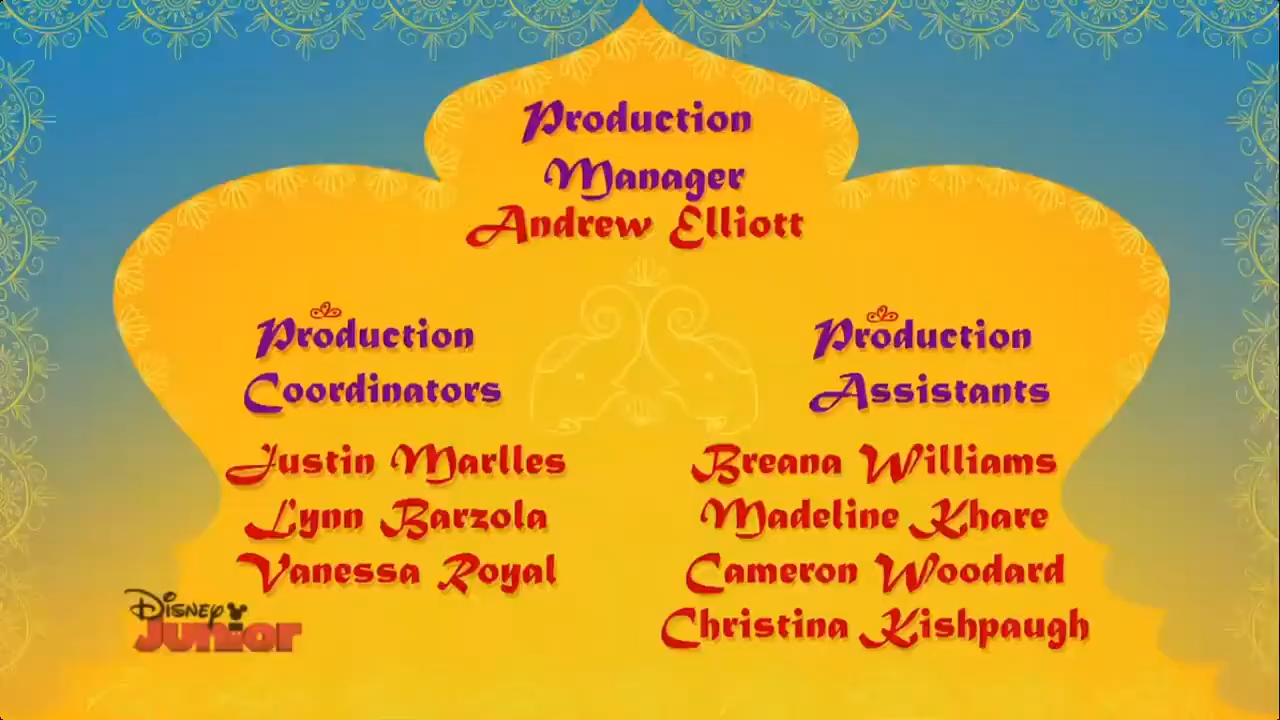 Production
Manager
Andrew Elliott
Production
Coordinators
Justin Marlles
Lynn Barzola
Vanessa Royal
Production
Assistants
Breana Williams
Madeline Khare
Cameron Woodard
Christina Kishpaugh
Disney
Junior